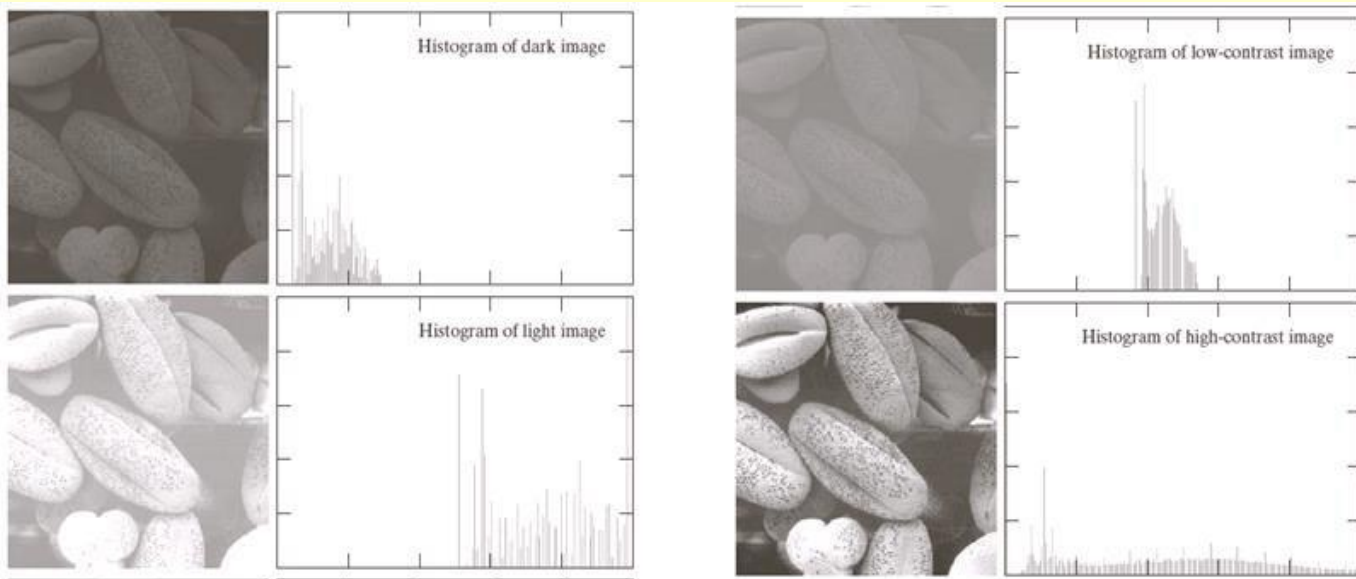 Histogram of dark image
Histogram of low-contrast image
Histogram of light image
Histogram of high-contrast image